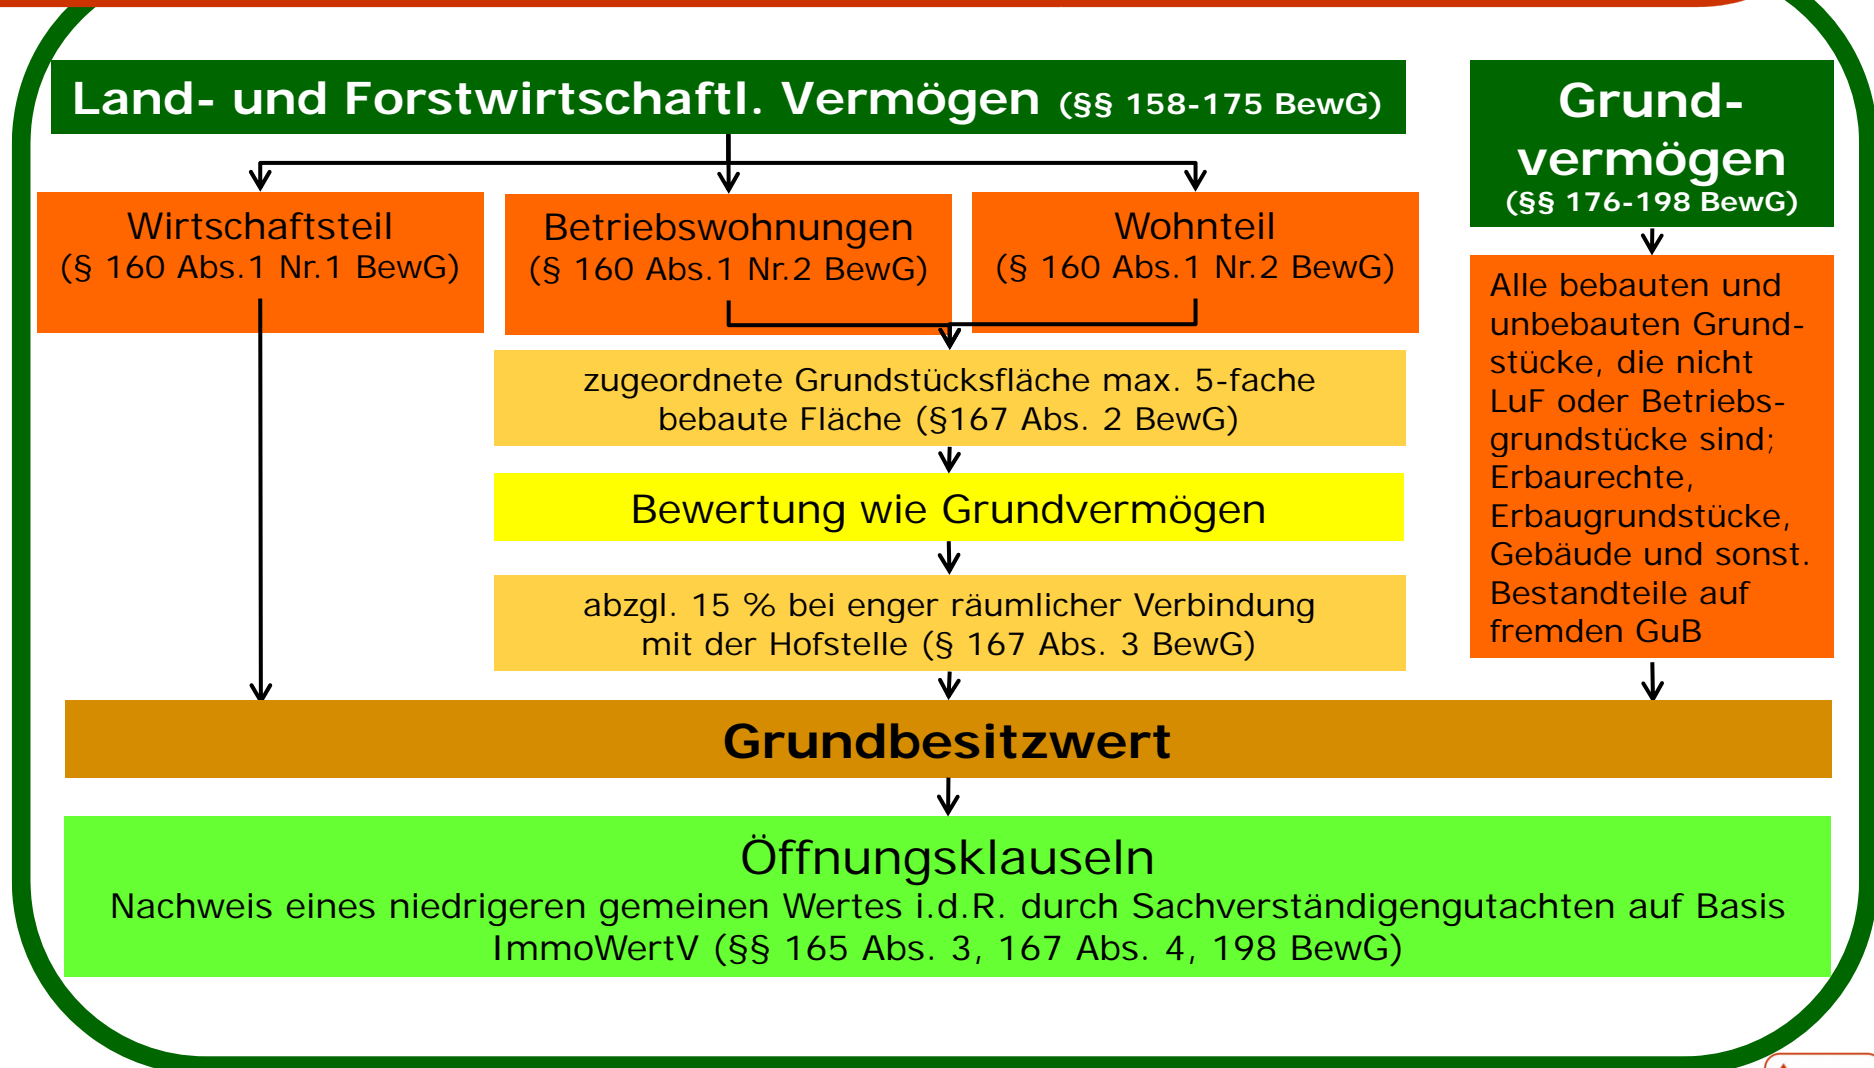 Land- und Forstwirtschaftl. Vermögen (§§ 158-175 BewG)
Wirtschaftsteil
(§ 160 Abs.1 Nr.1 BewG)
Betriebswohnungen
(§ 160 Abs.1 Nr.2 BewG)
Wohnteil
(§ 160 Abs.1 Nr.2 BewG)
zugeordnete Grundstücksfläche max. 5-fache
bebaute Fläche (§167 Abs. 2 BewG)
Bewertung wie Grundvermögen
abzgl. 15 % bei enger räumlicher Verbindung
mit der Hofstelle (§ 167 Abs. 3 BewG)
Grund-
vermögen
(§§ 176-198 BewG)
Alle bebauten und
unbebauten Grund-
stücke, die nicht
LuF oder Betriebs-
grundstücke sind;
Erbaurechte,
Erbaugrundstücke,
Gebäude und sonst.
Bestandteile auf
fremden GuB
Grundbesitzwert
Öffnungsklauseln
Nachweis eines niedrigeren gemeinen Wertes i.d.R. durch Sachverständigengutachten auf Basis
ImmoWertV (§§ 165 Abs. 3, 167 Abs. 4, 198 BewG)